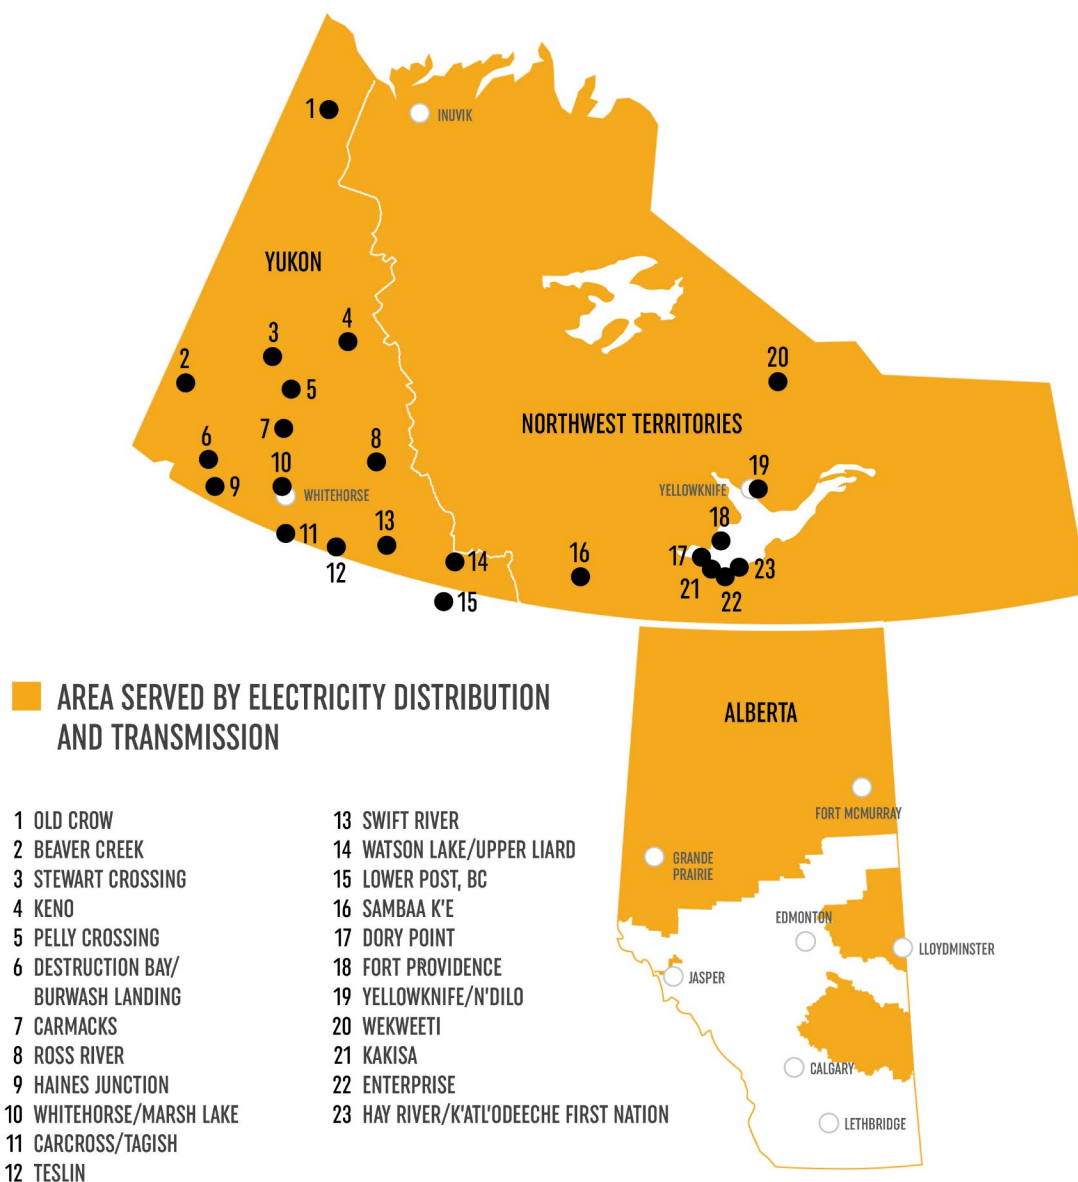 1
INUVIK
YUKON
4
3
2
20
5
NORTHWEST TERRITORIES
7
6
8
10
19
9
WHITEHORSE
YELLOWKNIFE
13
18
11
16
17
12
14
23
21
22
15
AREA SERVED BY ELECTRICITY DISTRIBUTION
AND TRANSMISSION
ALBERTA
FORT MCMURRAY
GRANDE
PRAIRIE
EDMONTON
LLOYDMINSTER
JASPER
CALGARY
LETHBRIDGE
1 OLD CROW
2 BEAVER CREEK
3 STEWART CROSSING
4 KENO
5 PELLY CROSSING
6 DESTRUCTION BAY/
BURWASH LANDING
7 CARMACKS
8 ROSS RIVER
9 HAINES JUNCTION
10 WHITEHORSE/MARSH LAKE
11 CARCROSS/TAGISH
12 TESLIN
13 SWIFT RIVER
14 WATSON LAKE/UPPER LIARD
15 LOWER POST, BC
16 SAMBAA K'E
17 DORY POINT
18 FORT PROVIDENCE
19 YELLOWKNIFE/N'DILO
20 WEKWEETI
21 KAKISA
22 ENTERPRISE
23 HAY RIVER/K'ATL'ODEECHE FIRST NATION